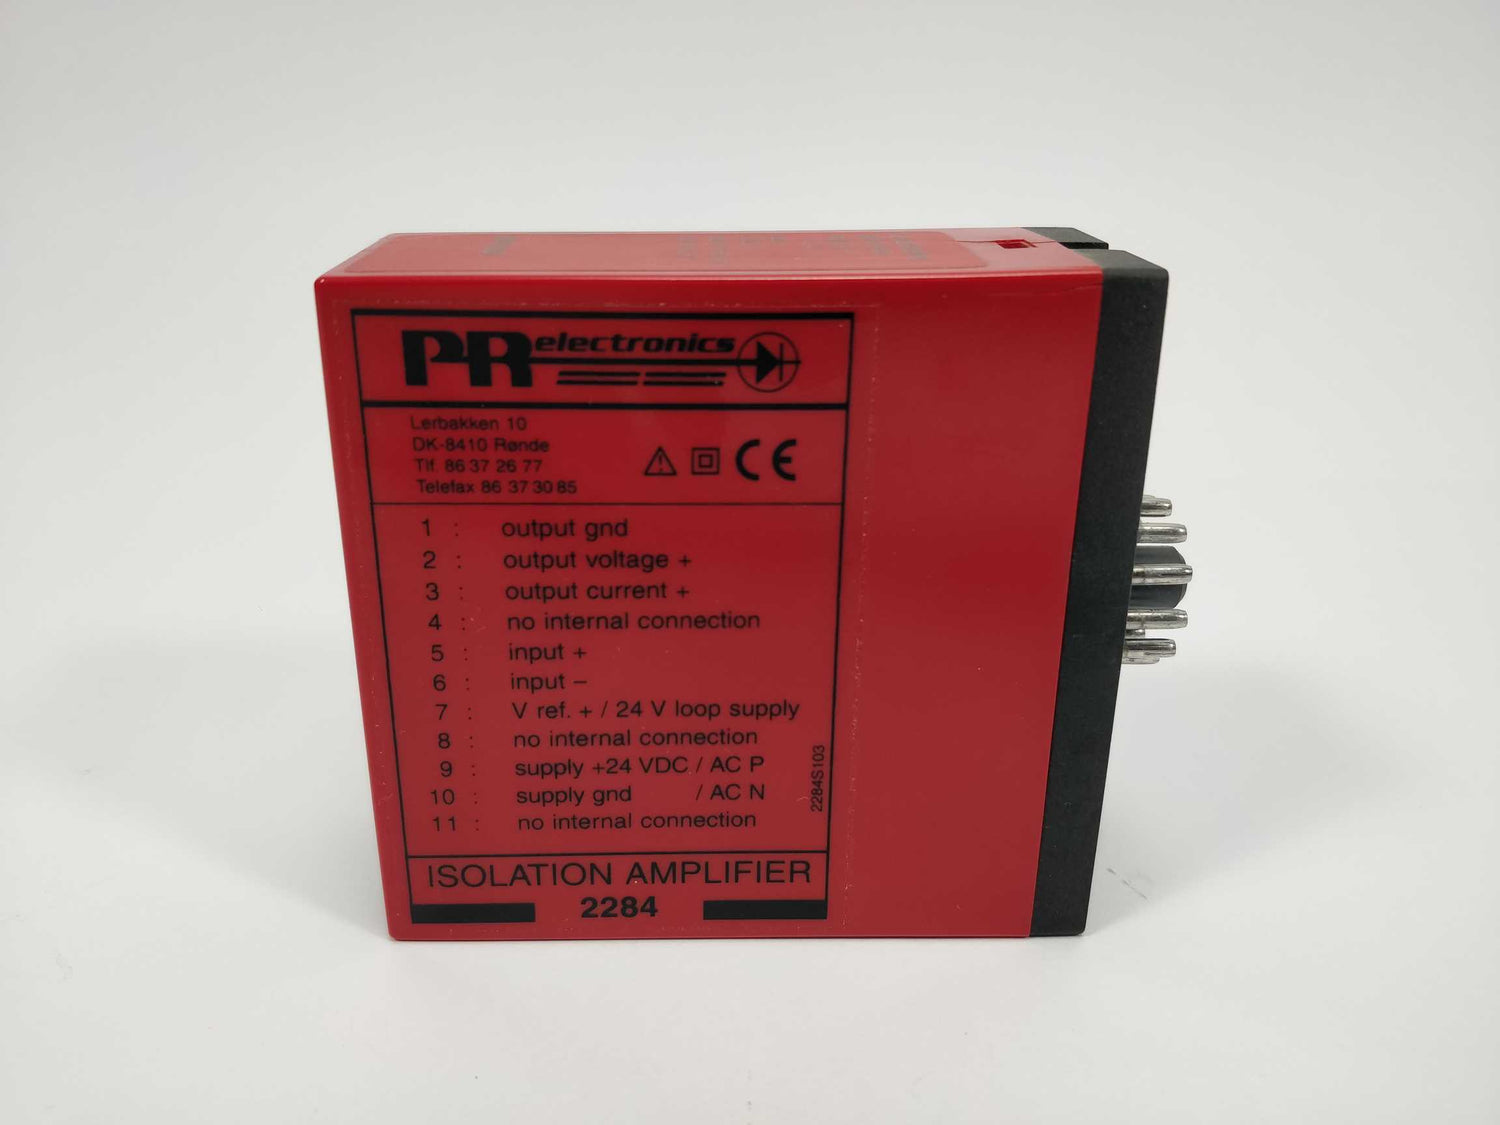 PR electronics
Lerbakken 10
DK-8410 Rønde
Tlf. 86 37 26 77
Telefax 86 37 30 85
CE
1 : output gnd
2 : output voltage +
3 : output current +
4 : no internal connection
5 : input +
6 : input –
7 : V ref. + / 24 V loop supply
8 : no internal connection
9 : supply +24 VDC / AC P
10 : supply gnd / AC N
11 : no internal connection
2284S103
ISOLATION AMPLIFIER
2284